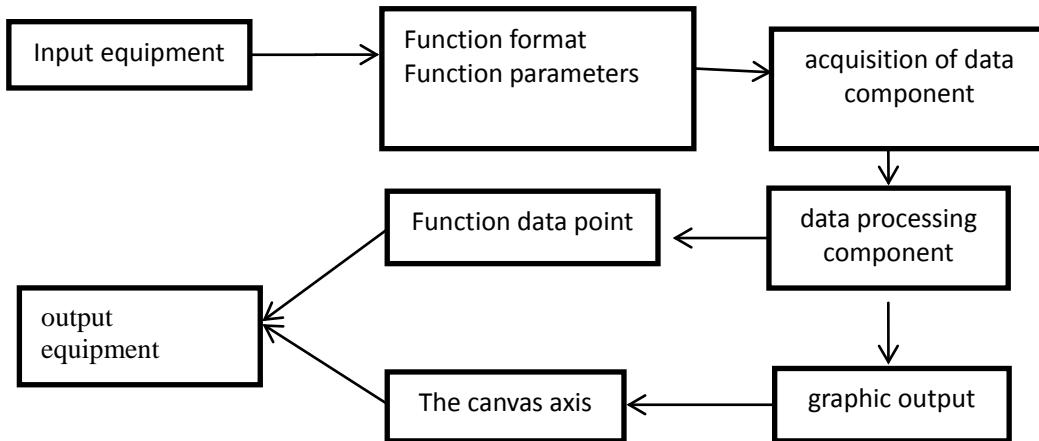 Input equipment
Function format
Function parameters
acquisition of data
component
Function data point
data processing
component
output
equipment
The canvas axis
graphic output